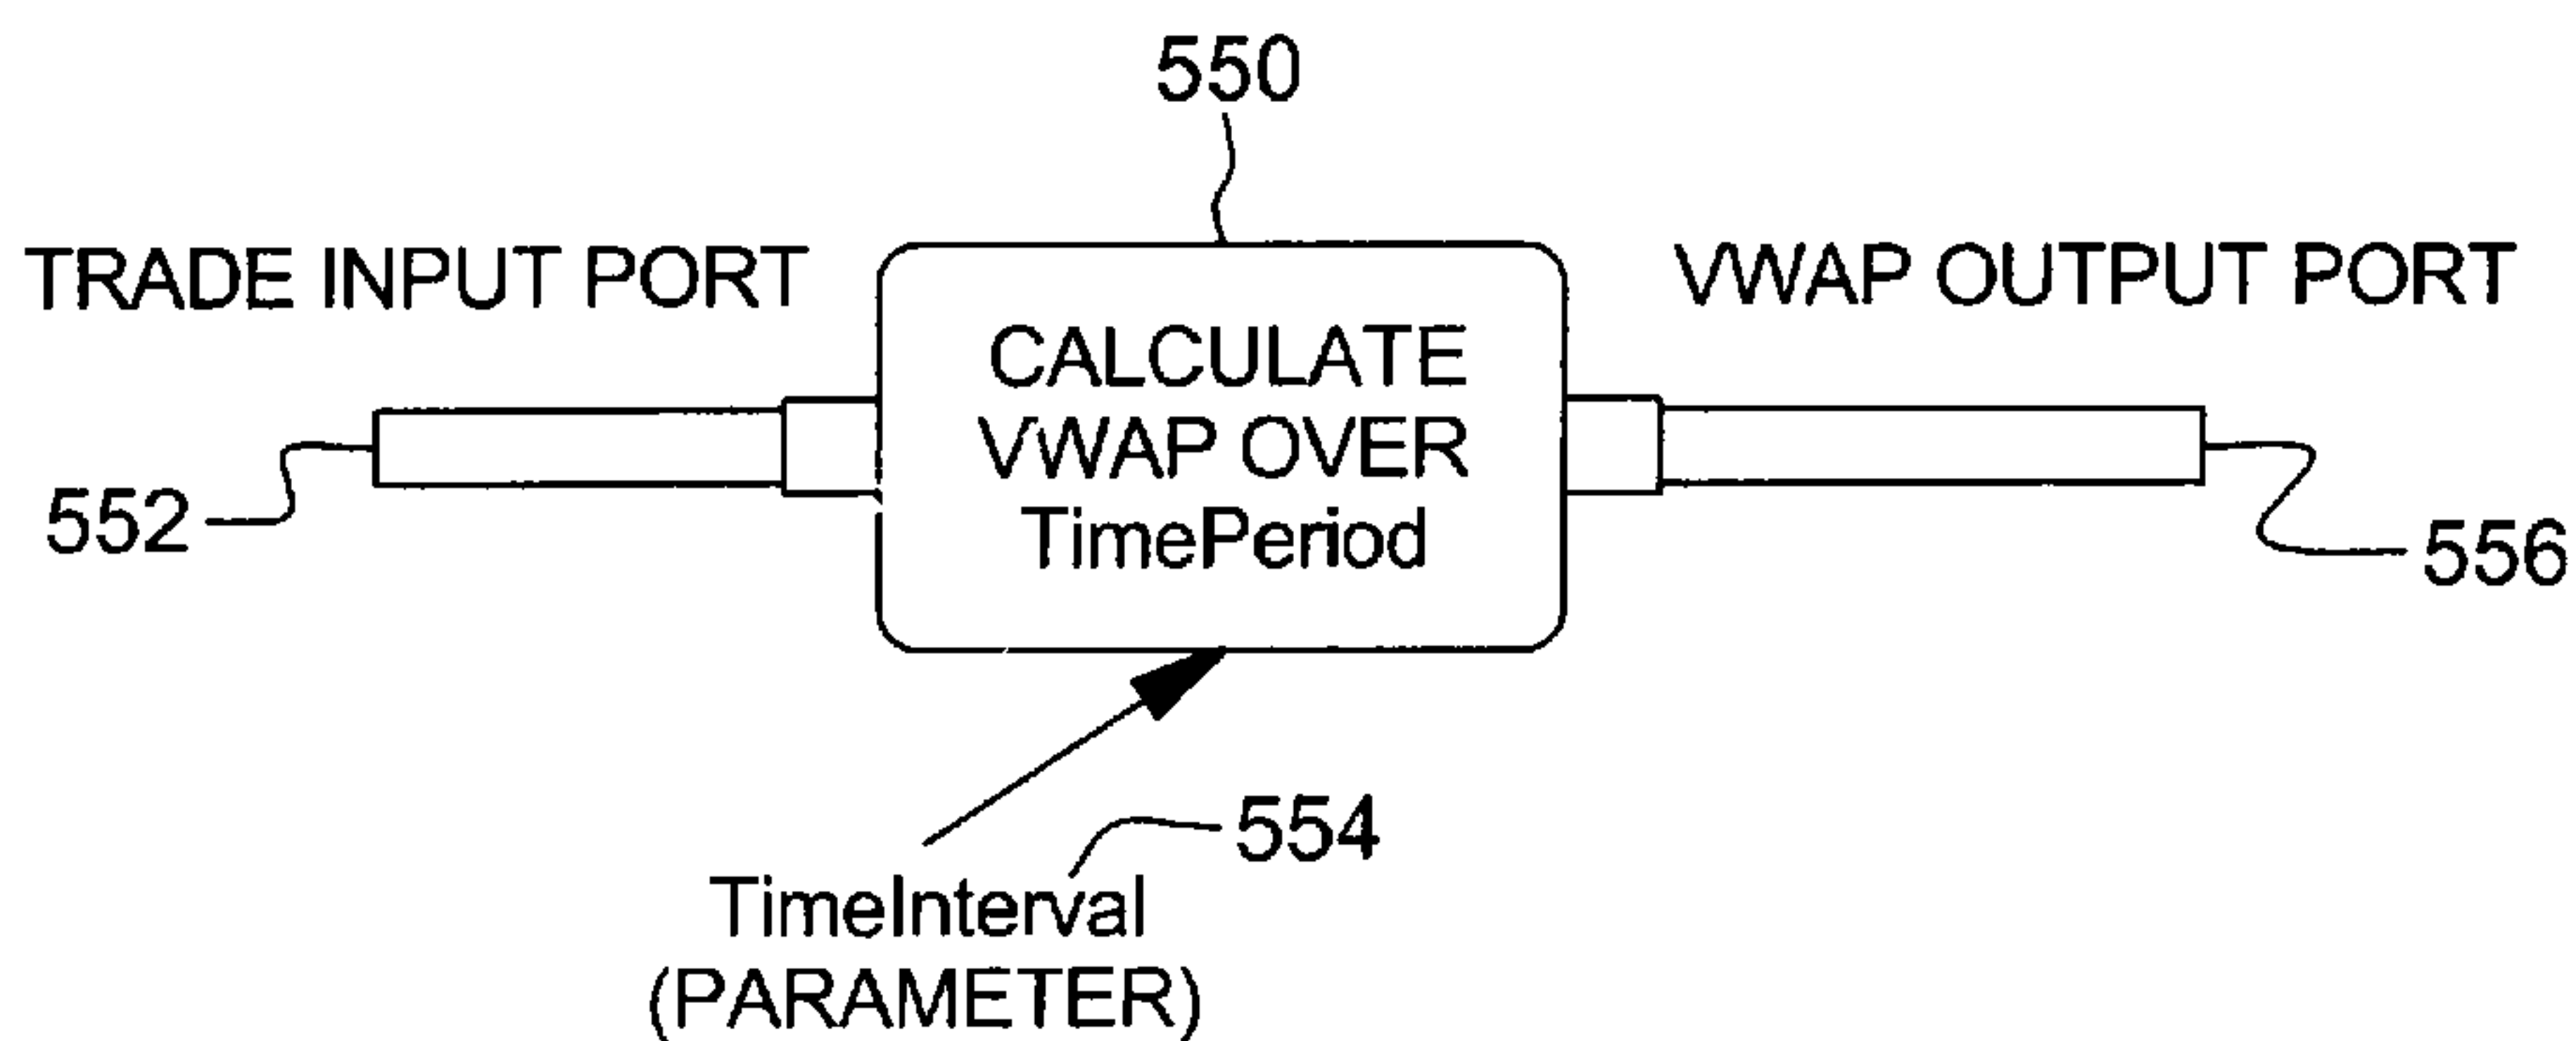 550
TRADE INPUT PORT
VWAP OUTPUT PORT
CALCULATE
VWAP OVER
TimePeriod
552
556
554
TimeInterval
(PARAMETER)